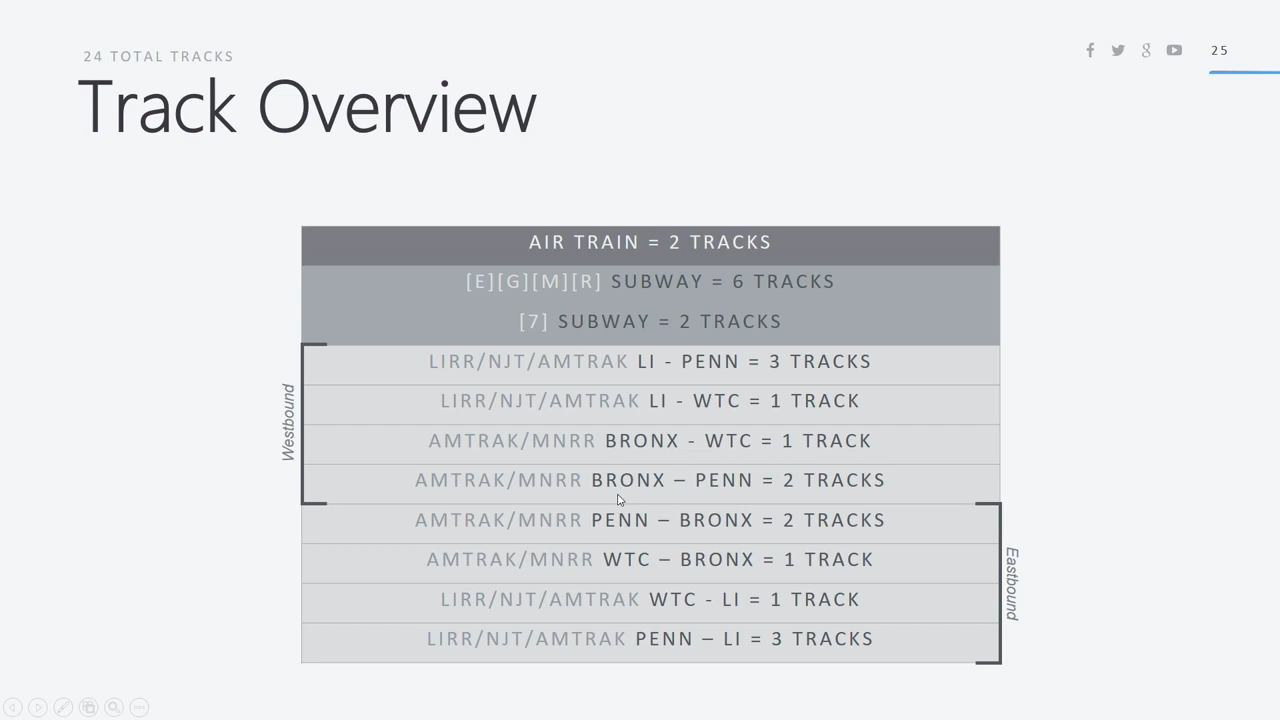 24 TOTAL TRACKS
25
Track Overview
AIR TRAIN = 2 TRACKS
[E][G][M][R] SUBWAY = 6 TRACKS
[7] SUBWAY = 2 TRACKS
LIRR/NJT/AMTRAK LI - PENN = 3 TRACKS
LIRR/NJT/AMTRAK LI - WTC = 1 TRACK
AMTRAK/MNRR BRONX - WTC = 1 TRACK
AMTRAK/MNRR BRONX – PENN = 2 TRACKS
Westbound
AMTRAK/MNRR PENN – BRONX = 2 TRACKS
AMTRAK/MNRR WTC – BRONX = 1 TRACK
LIRR/NJT/AMTRAK WTC - LI = 1 TRACK
LIRR/NJT/AMTRAK PENN – LI = 3 TRACKS
Eastbound